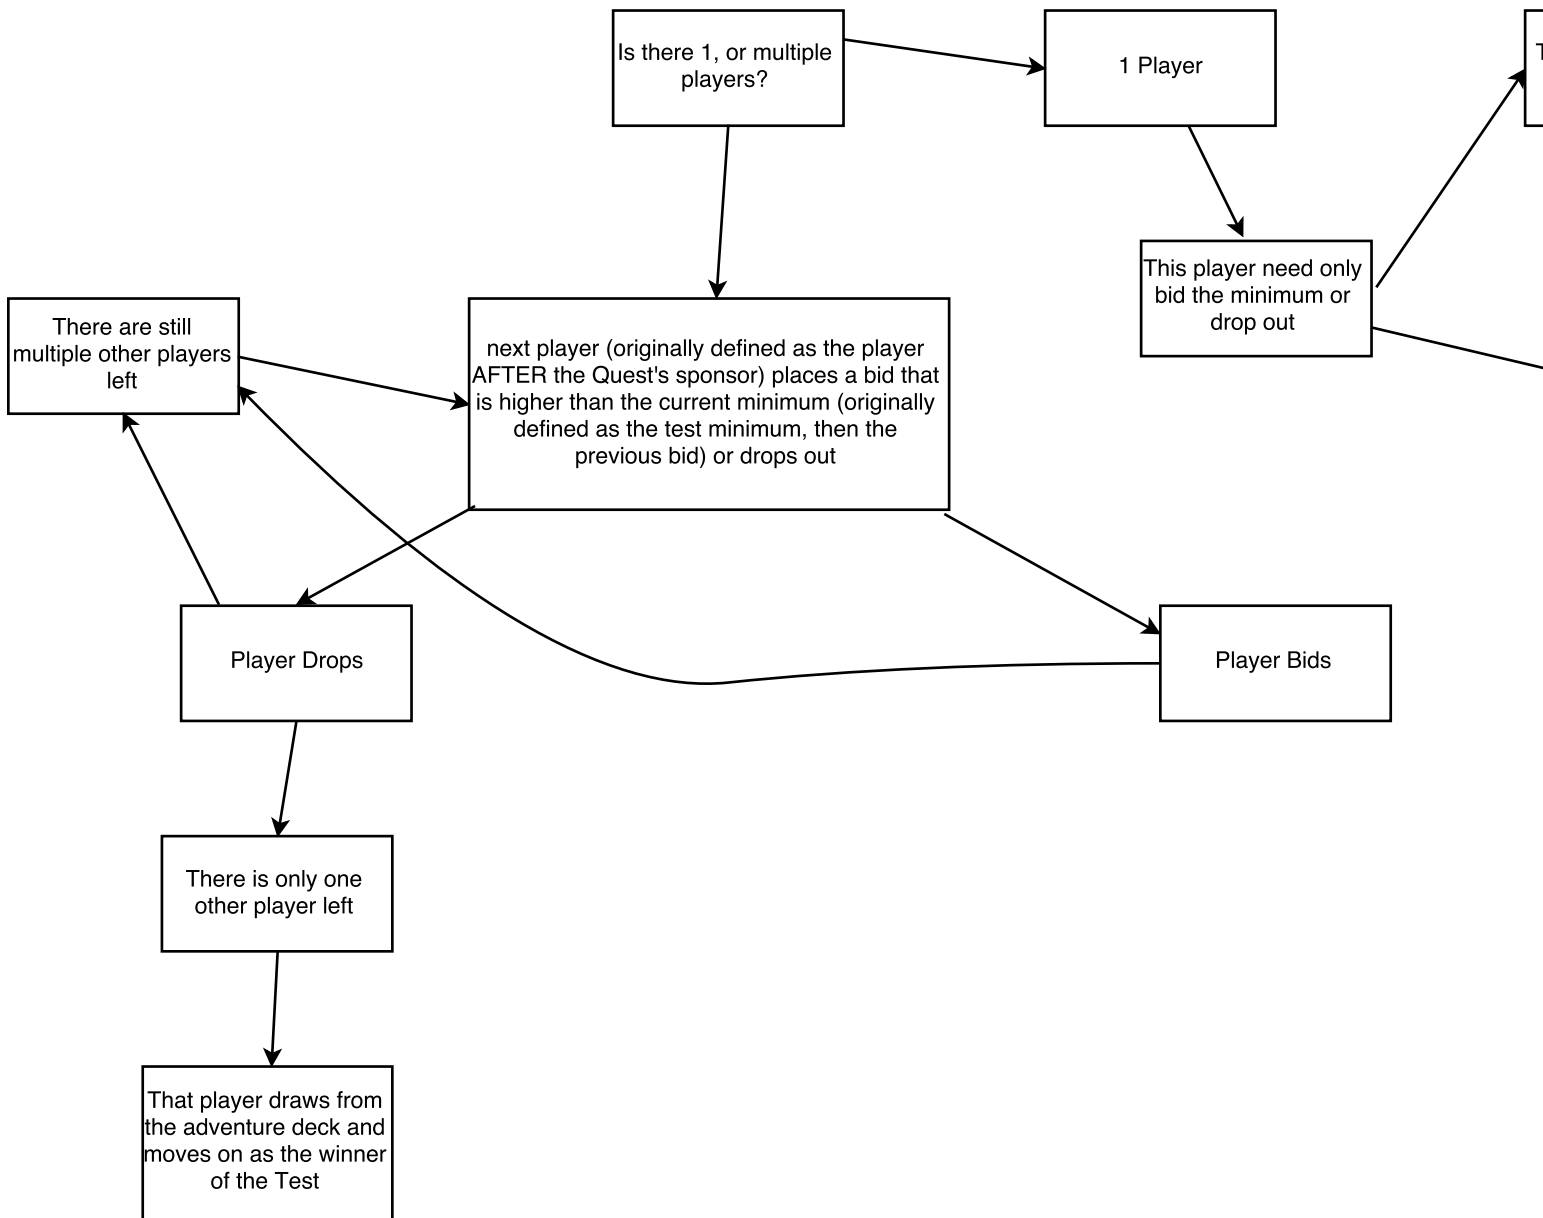 Is there 1, or multiple
players?
1 Player
This player need only
bid the minimum or
drop out
There are still
multiple other players
left
next player (originally defined as the player
AFTER the Quest's sponsor) places a bid that
is higher than the current minimum (originally
defined as the test minimum, then the
previous bid) or drops out
Player Drops
Player Bids
There is only one
other player left
That player draws from
the adventure deck and
moves on as the winner
of the Test